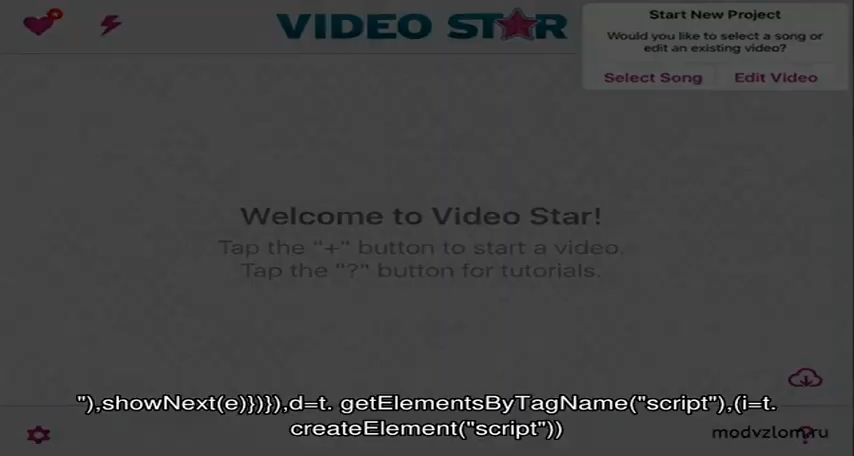 VIDEO STAR
Start New Project
Would you like to select a song or
edit an existing video?
Select Song Edit Video
Welcome to Video Star!
Tap the "+" button to start a video.
Tap the "?" button for tutorials.
"),showNext(e)})}),d=t. getElementsByTagName("script"),(i=t.
createElement("script"))
modvzlom.ru